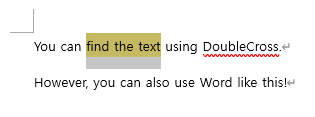 You can find the text using DoubleCross.
However, you can also use Word like this!